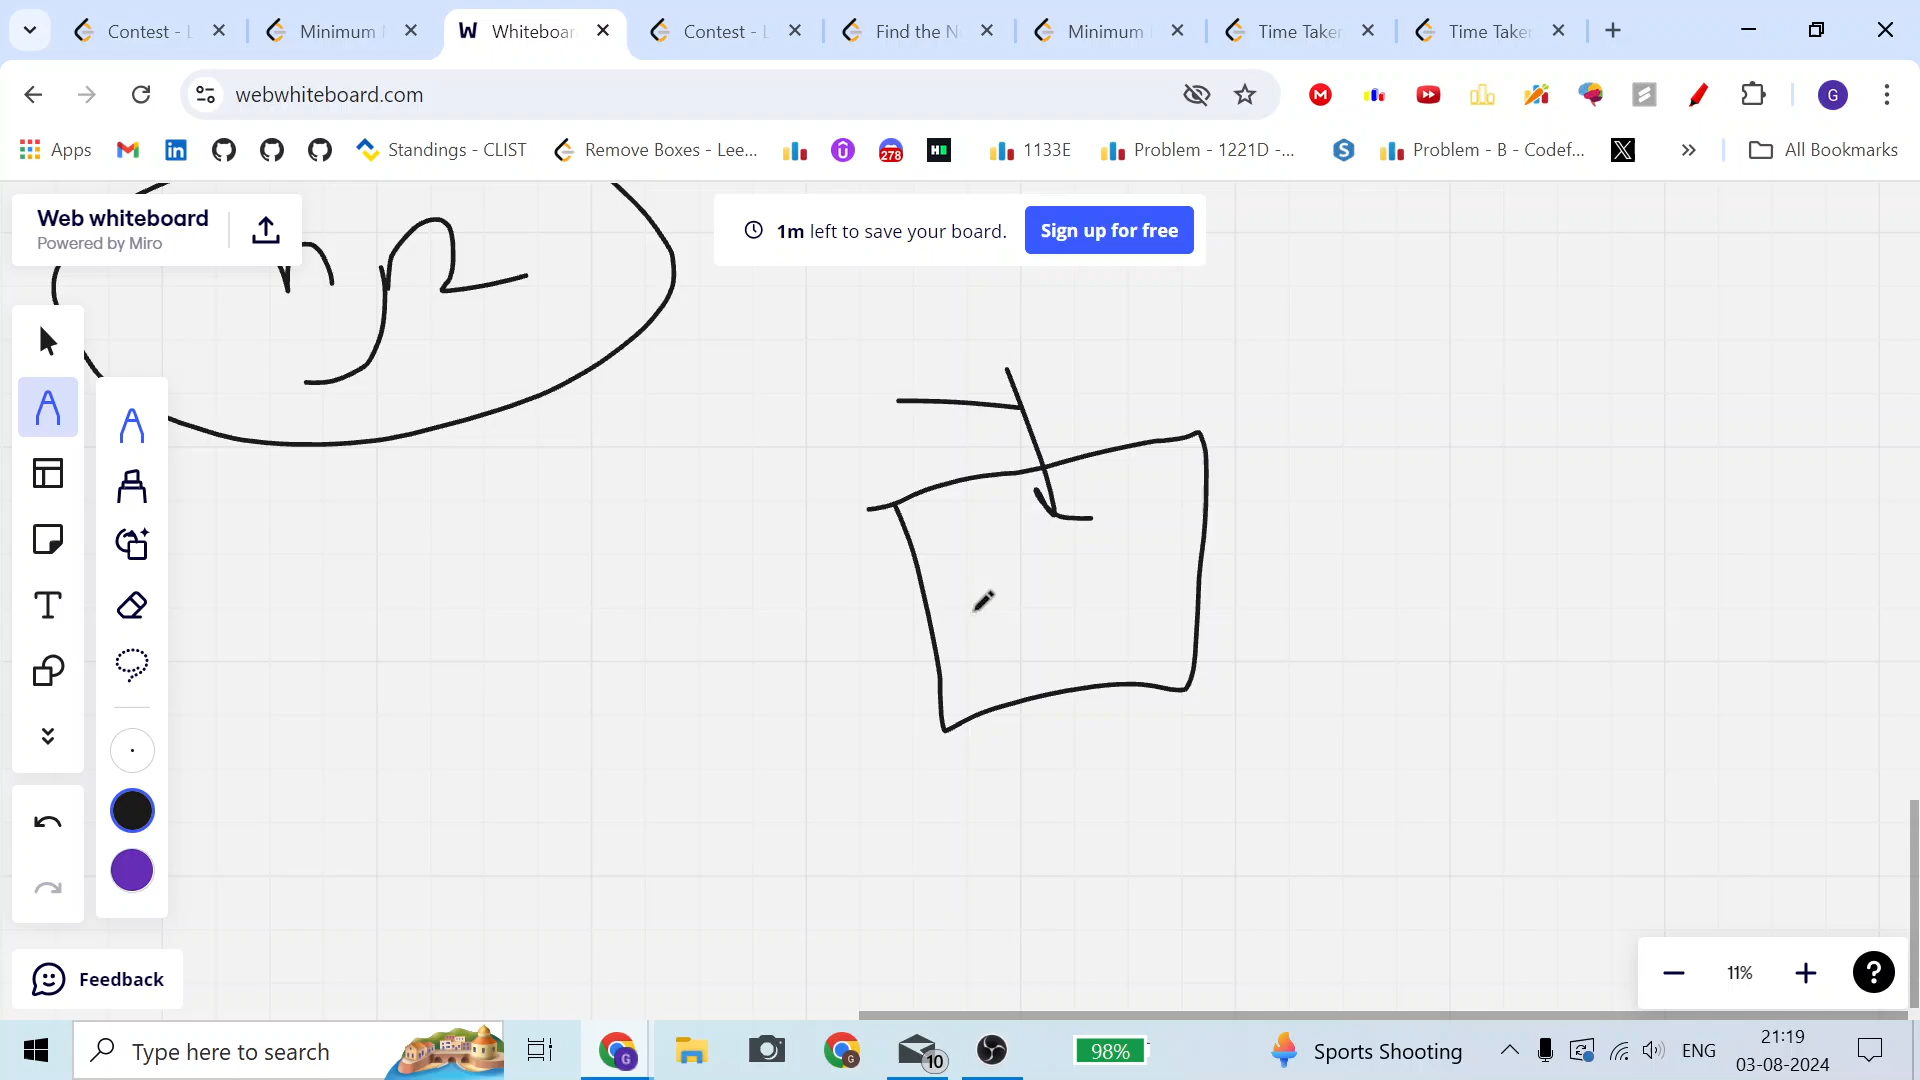 Contest - L
Minimum N
Whiteboar
Contest - L
Find the N
Minimum
Time Taker
Time Taker
webwhiteboard.com
G
Apps
Standings - CLIST
Remove Boxes - Lee...
278
1133E
Problem - 1221D -...
Problem - B - Codef...
All Bookmarks
Web whiteboard
Powered by Miro
1m left to save your board.
Sign up for free
Feedback
11%
Type here to search
10
98%
Sports Shooting
ENG
21:19
03-08-2024